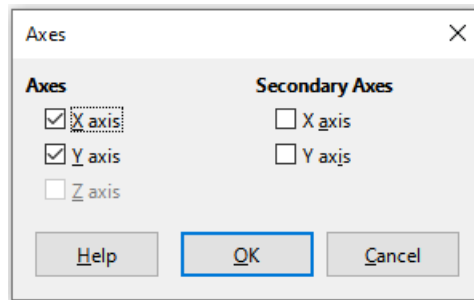 Axes
Axes
X axis
Y axis
Z axis
Secondary Axes
X axis
Y axis
Help
OK
Cancel